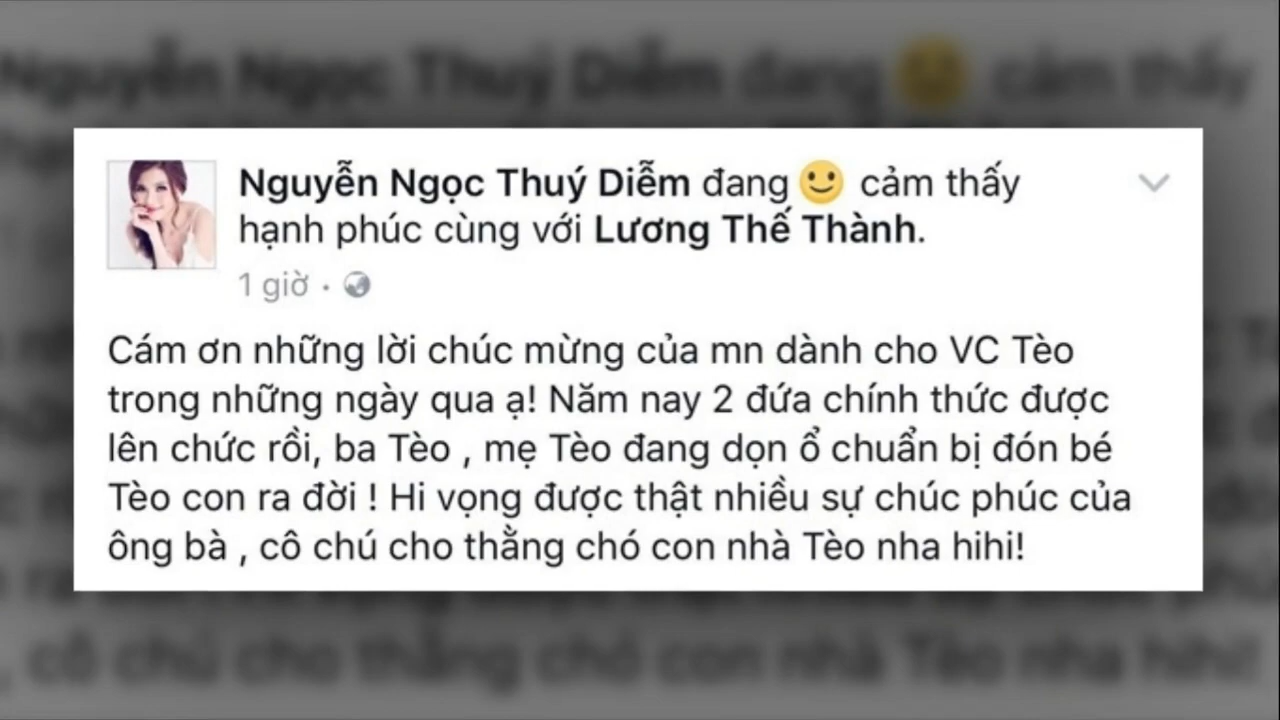 Nguyễn Ngọc Thuý Diễm đang 🙂 cảm thấy
hạnh phúc cùng với Lương Thế Thành.
1 giờ ·
Cám ơn những lời chúc mừng của mn dành cho VC Tèo
trong những ngày qua ạ! Năm nay 2 đứa chính thức được
lên chức rồi, ba Tèo , mẹ Tèo đang dọn ổ chuẩn bị đón bé
Tèo con ra đời ! Hi vọng được thật nhiều sự chúc phúc của
ông bà , cô chú cho thằng chó con nhà Tèo nha hihi!